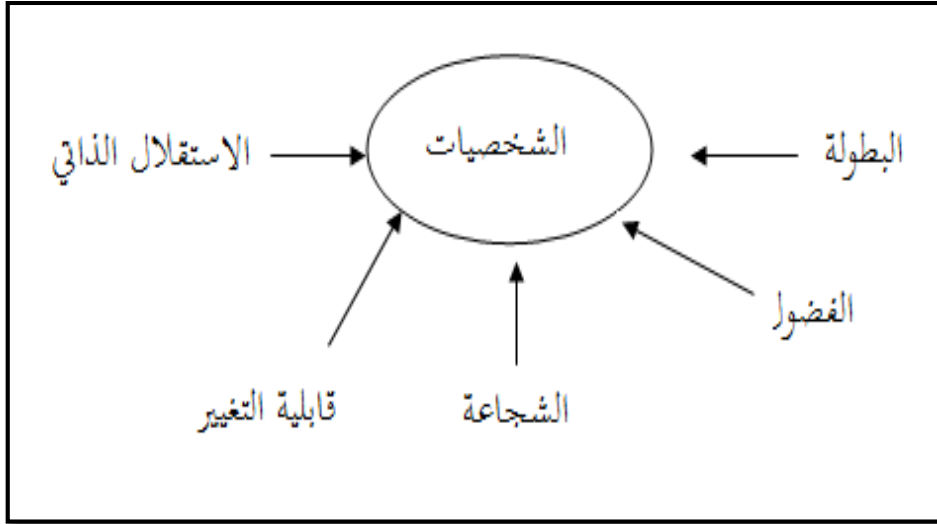 الشخصيات
البطولة
الاستقلال الذاتي
الفضول
الشجاعة
قابلية التغيير